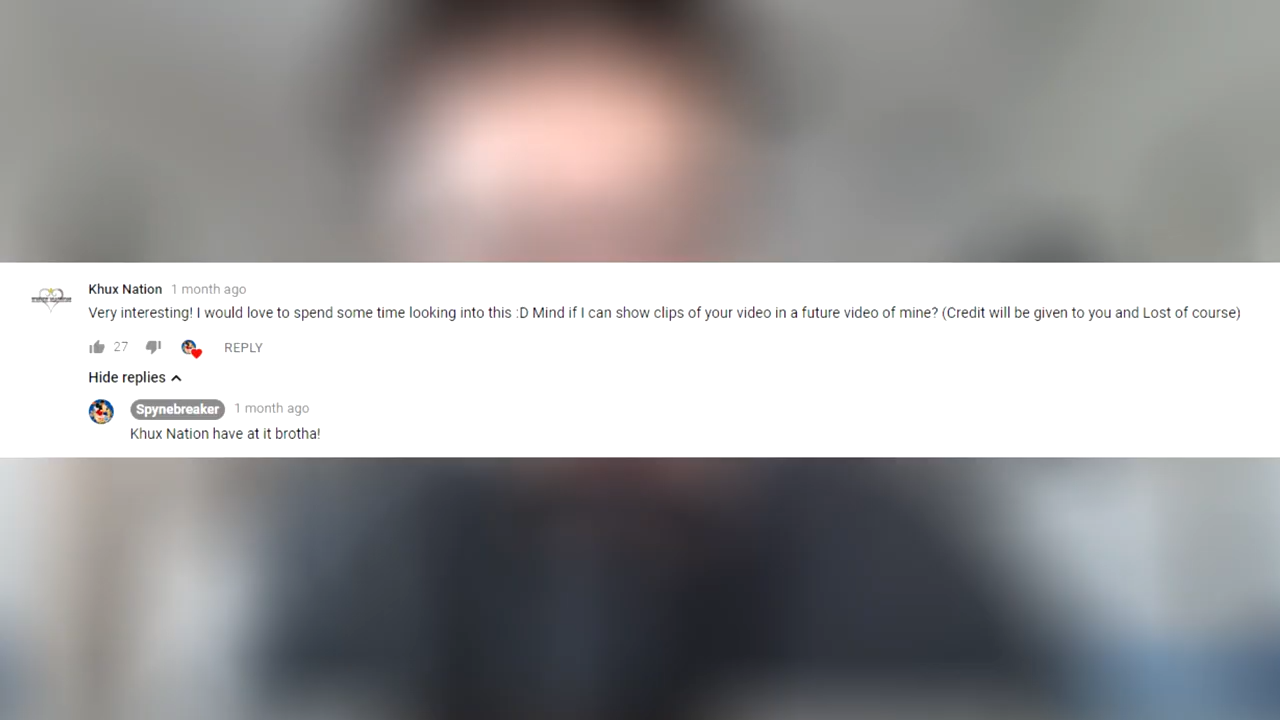 Khux Nation 1 month ago
Very interesting! I would love to spend some time looking into this :D Mind if I can show clips of your video in a future video of mine? (Credit will be given to you and Lost of course)
27 REPLY
Hide replies
Spynebreaker 1 month ago
Khux Nation have at it brotha!